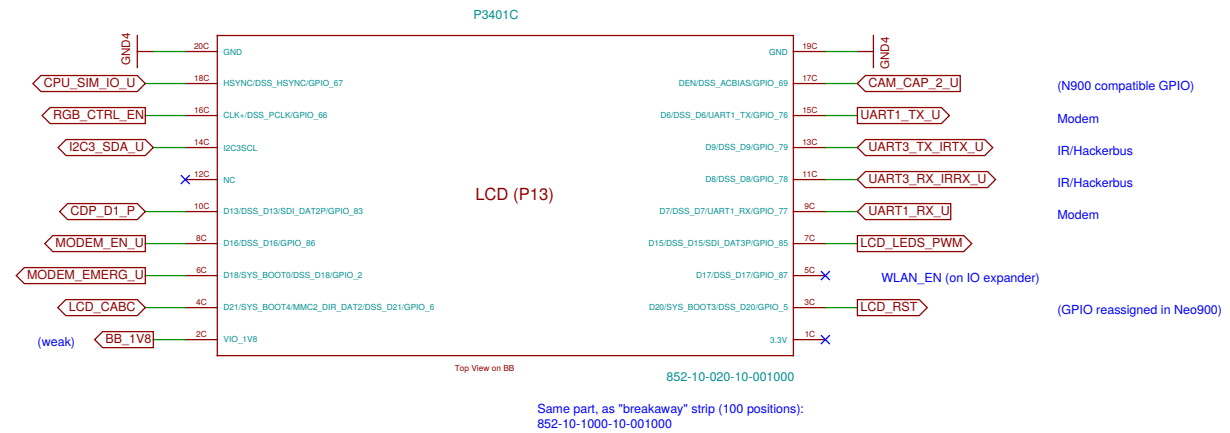 P3401C
GND4 20C GND GND 19C GND4
CPU_SIM_IO_U 18C HSYNC/DSS_HSYNC/GPIO_67 DEN/DSS_ACBIAS/GPIO_69 17C CAM_CAP_2_U (N900 compatible GPIO)
RGB_CTRL_EN 16C CLK+/DSS_PCLK/GPIO_66 D6/DSS_D6/UART1_TX/GPIO_76 15C UART1_TX_U Modem
I2C3_SDA_U 14C I2C3SCL D9/DSS_D9/GPIO_79 13C UART3_TX_IRTX_U IR/Hackerbus
12C NC D8/DSS_D8/GPIO_78 11C UART3_RX_IRRX_U IR/Hackerbus
LCD (P13)
CDP_D1_P 10C D13/DSS_D13/SDI_DAT2P/GPIO_83 D7/DSS_D7/UART1_RX/GPIO_77 9C UART1_RX_U Modem
MODEM_EN_U 8C D16/DSS_D16/GPIO_86 D15/DSS_D15/SDI_DAT3P/GPIO_85 7C LCD_LEDS_PWM
MODEM_EMERG_U 6C D18/SYS_BOOT0/DSS_D18/GPIO_2 D17/DSS_D17/GPIO_87 5C WLAN_EN (on IO expander)
LCD_CABC 4C D21/SYS_BOOT4/MMC2_DIR_DAT2/DSS_D21/GPIO_6 D20/SYS_BOOT3/DSS_D20/GPIO_5 3C LCD_RST (GPIO reassigned in Neo900)
(weak) BB_1V8 2C VIO_1V8 3.3V 1C
Top View on BB
852-10-020-10-001000
Same part, as "breakaway" strip (100 positions):
852-10-1000-10-001000